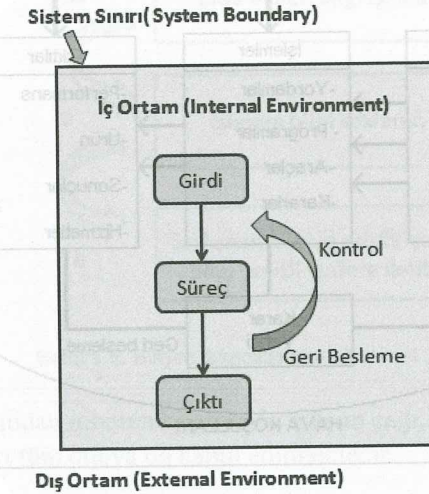 Sistem Sınırı(System Boundary)
İç Ortam (Internal Environment)
Girdi
Kontrol
Süreç
Geri Besleme
Çıktı
Dış Ortam (External Environment)